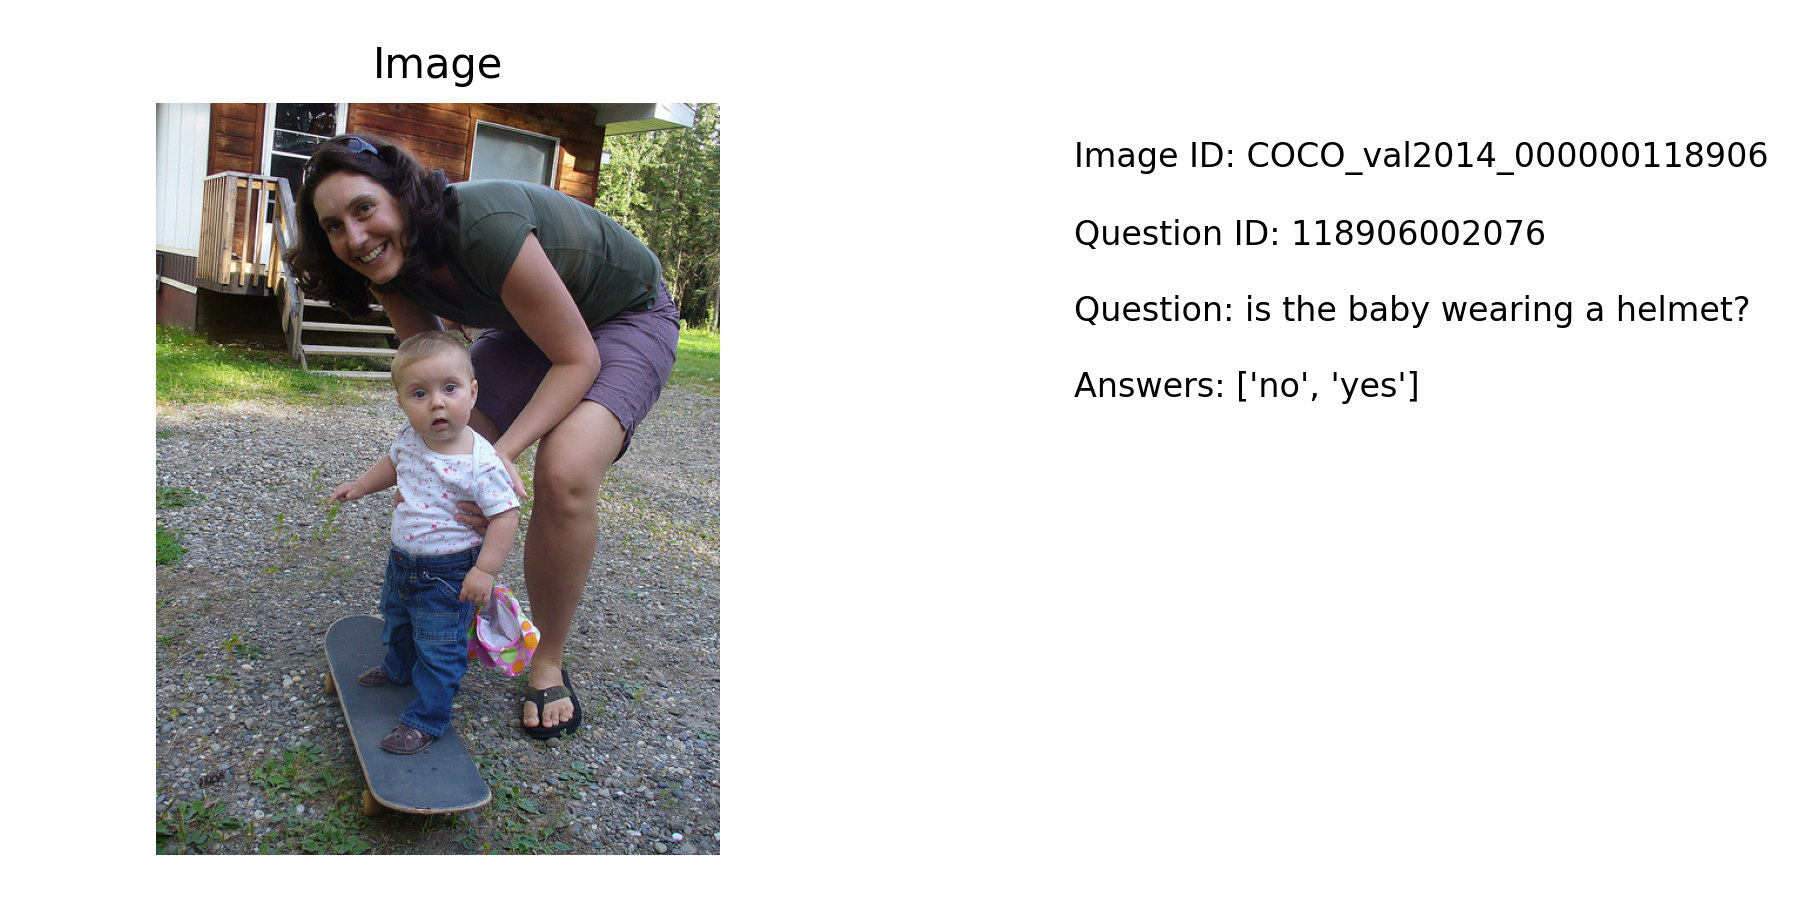 Image
Image ID: COCO_val2014_000000118906
Question ID: 118906002076
Question: is the baby wearing a helmet?
Answers: ['no', 'yes']